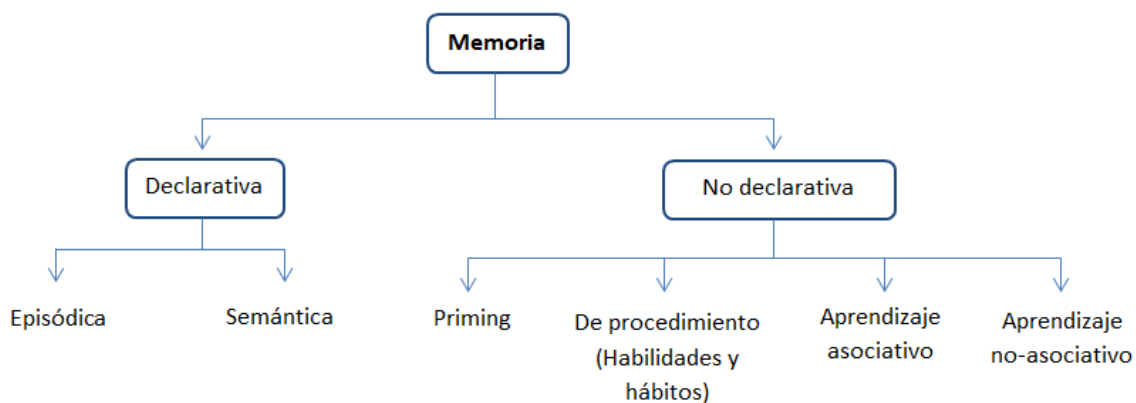 Memoria
Declarativa
No declarativa
Episódica
Semántica
Priming
De procedimiento
(Habilidades y
hábitos)
Aprendizaje
asociativo
Aprendizaje
no-asociativo